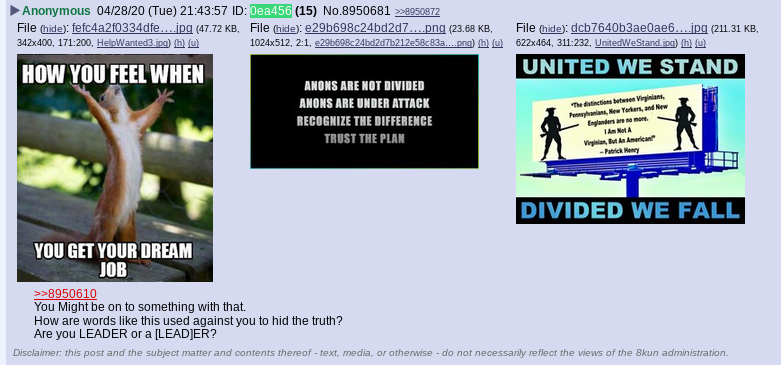 ▶Anonymous 04/28/20 (Tue) 21:43:57 ID: 0ea456 (15) No.8950681 >>8950872
File (hide): fefc4a2f0334dfe….jpg (47.72 KB, 342x400, 171:200, HelpWanted3.jpg) (h) (u)
File (hide): e29b698c24bd2d7….png (23.68 KB, 1024x512, 2:1, e29b698c24bd2d7b212e58c83a….png) (h) (u)
File (hide): dcb7640b3ae0ae6….jpg (211.31 KB, 622x464, 311:232, UnitedWeStand.jpg) (h) (u)
HOW YOU FEEL WHEN
YOU GET YOUR DREAM
JOB
ANONS ARE NOT DIVIDED
ANONS ARE UNDER ATTACK
RECOGNIZE THE DIFFERENCE
TRUST THE PLAN
UNITED WE STAND
"The distinctions between Virginians,
Pennsylvanians, New Yorkers, and New
Englanders are no more.
I Am Not A
Virginian, But An American!"
~ Patrick Henry
DIVIDED WE FALL
>>8950610
You Might be on to something with that.
How are words like this used against you to hid the truth?
Are you LEADER or a [LEAD]ER?
Disclaimer: this post and the subject matter and contents thereof - text, media, or otherwise - do not necessarily reflect the views of the 8kun administration.